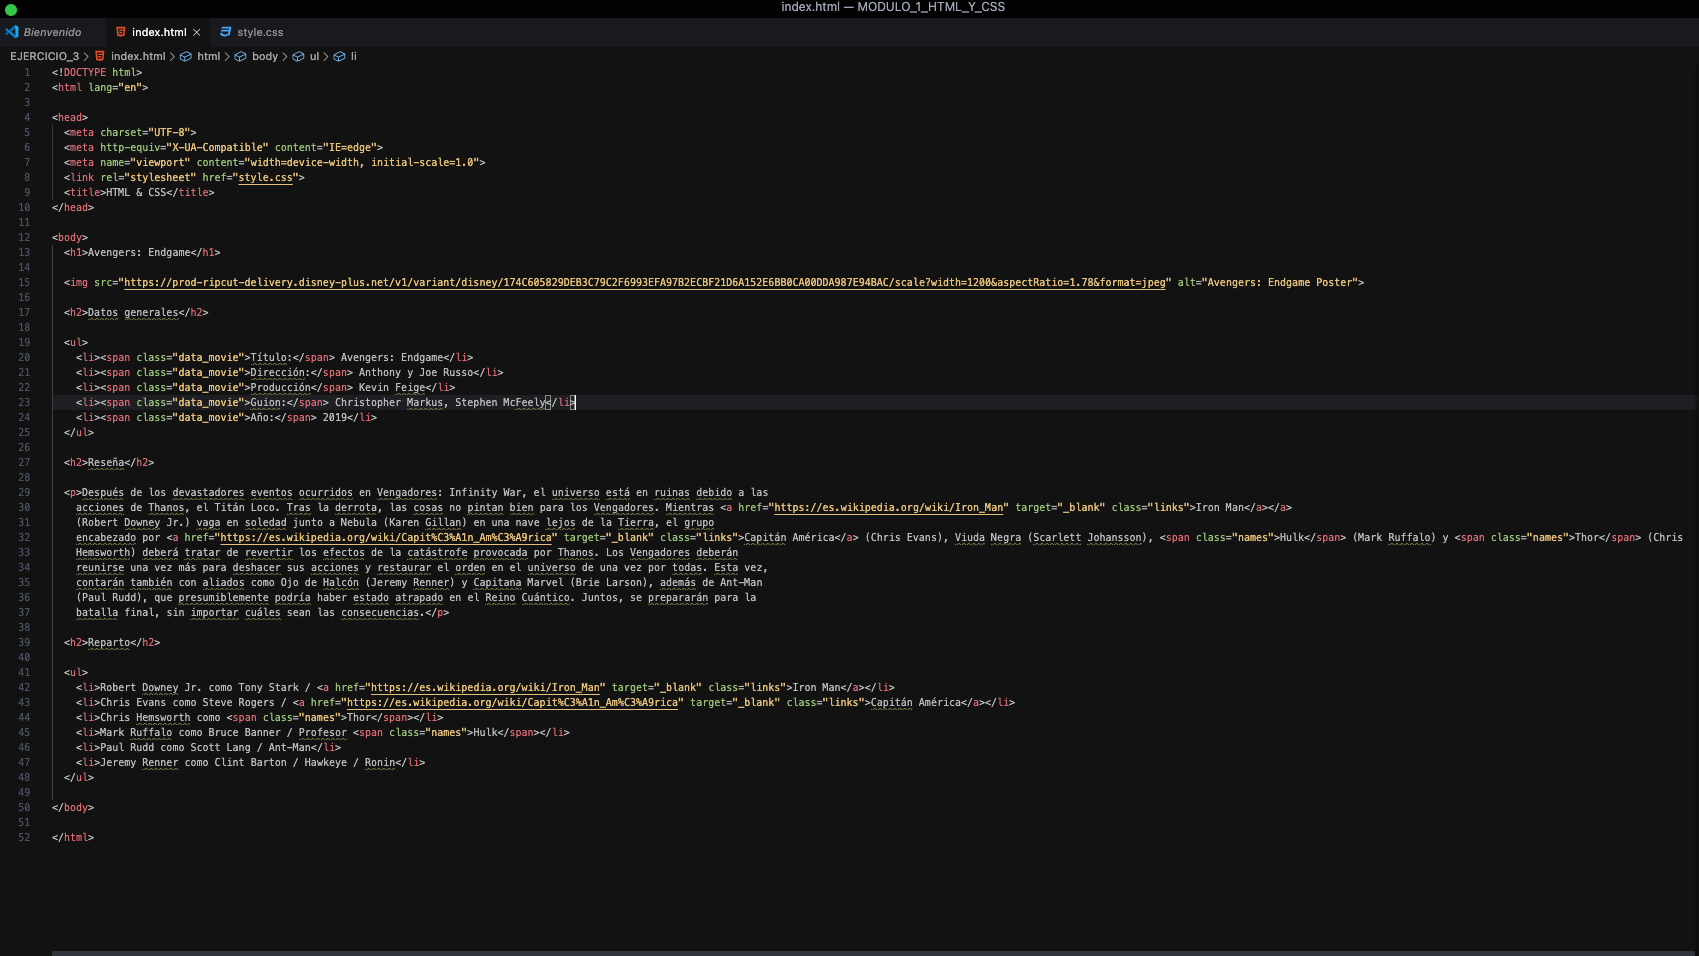 index.html — MODULO_1_HTML_Y_CSS
Bienvenido index.html × style.css
EJERCICIO_3 > index.html > html > body > ul > li
1 <!DOCTYPE html>
2 <html lang="en">
3
4 <head>
5 <meta charset="UTF-8">
6 <meta http-equiv="X-UA-Compatible" content="IE=edge">
7 <meta name="viewport" content="width=device-width, initial-scale=1.0">
8 <link rel="stylesheet" href="style.css">
9 <title>HTML & CSS</title>
10 </head>
11
12 <body>
13 <h1>Avengers: Endgame</h1>
14
15 <img src="https://prod-ripcut-delivery.disney-plus.net/v1/variant/disney/174C605829DEB3C79C2F6993EFA97B2ECBF21D6A152E6BB0CA00DDA987E94BAC/scale?width=1200&aspectRatio=1.78&format=jpeg" alt="Avengers: Endgame Poster">
16
17 <h2>Datos generales</h2>
18
19 <ul>
20 <li><span class="data_movie">Título:</span> Avengers: Endgame</li>
21 <li><span class="data_movie">Dirección:</span> Anthony y Joe Russo</li>
22 <li><span class="data_movie">Producción</span> Kevin Feige</li>
23 <li><span class="data_movie">Guion:</span> Christopher Markus, Stephen McFeely</li>
24 <li><span class="data_movie">Año:</span> 2019</li>
25 </ul>
26
27 <h2>Reseña</h2>
28
29 <p>Después de los devastadores eventos ocurridos en Vengadores: Infinity War, el universo está en ruinas debido a las
30 acciones de Thanos, el Titán Loco. Tras la derrota, las cosas no pintan bien para los Vengadores. Mientras <a href="https://es.wikipedia.org/wiki/Iron_Man" target="_blank" class="links">Iron Man</a></a>
31 (Robert Downey Jr.) vaga en soledad junto a Nebula (Karen Gillan) en una nave lejos de la Tierra, el grupo
32 encabezado por <a href="https://es.wikipedia.org/wiki/Capit%C3%A1n_Am%C3%A9rica" target="_blank" class="links">Capitán América</a> (Chris Evans), Viuda Negra (Scarlett Johansson), <span class="names">Hulk</span> (Mark Ruffalo) y <span class="names">Thor</span> (Chris
33 Hemsworth) deberá tratar de revertir los efectos de la catástrofe provocada por Thanos. Los Vengadores deberán
34 reunirse una vez más para deshacer sus acciones y restaurar el orden en el universo de una vez por todas. Esta vez,
35 contarán también con aliados como Ojo de Halcón (Jeremy Renner) y Capitana Marvel (Brie Larson), además de Ant-Man
36 (Paul Rudd), que presumiblemente podría haber estado atrapado en el Reino Cuántico. Juntos, se prepararán para la
37 batalla final, sin importar cuáles sean las consecuencias.</p>
38
39 <h2>Reparto</h2>
40
41 <ul>
42 <li>Robert Downey Jr. como Tony Stark / <a href="https://es.wikipedia.org/wiki/Iron_Man" target="_blank" class="links">Iron Man</a></li>
43 <li>Chris Evans como Steve Rogers / <a href="https://es.wikipedia.org/wiki/Capit%C3%A1n_Am%C3%A9rica" target="_blank" class="links">Capitán América</a></li>
44 <li>Chris Hemsworth como <span class="names">Thor</span></li>
45 <li>Mark Ruffalo como Bruce Banner / Profesor <span class="names">Hulk</span></li>
46 <li>Paul Rudd como Scott Lang / Ant-Man</li>
47 <li>Jeremy Renner como Clint Barton / Hawkeye / Ronin</li>
48 </ul>
49
50 </body>
51
52 </html>